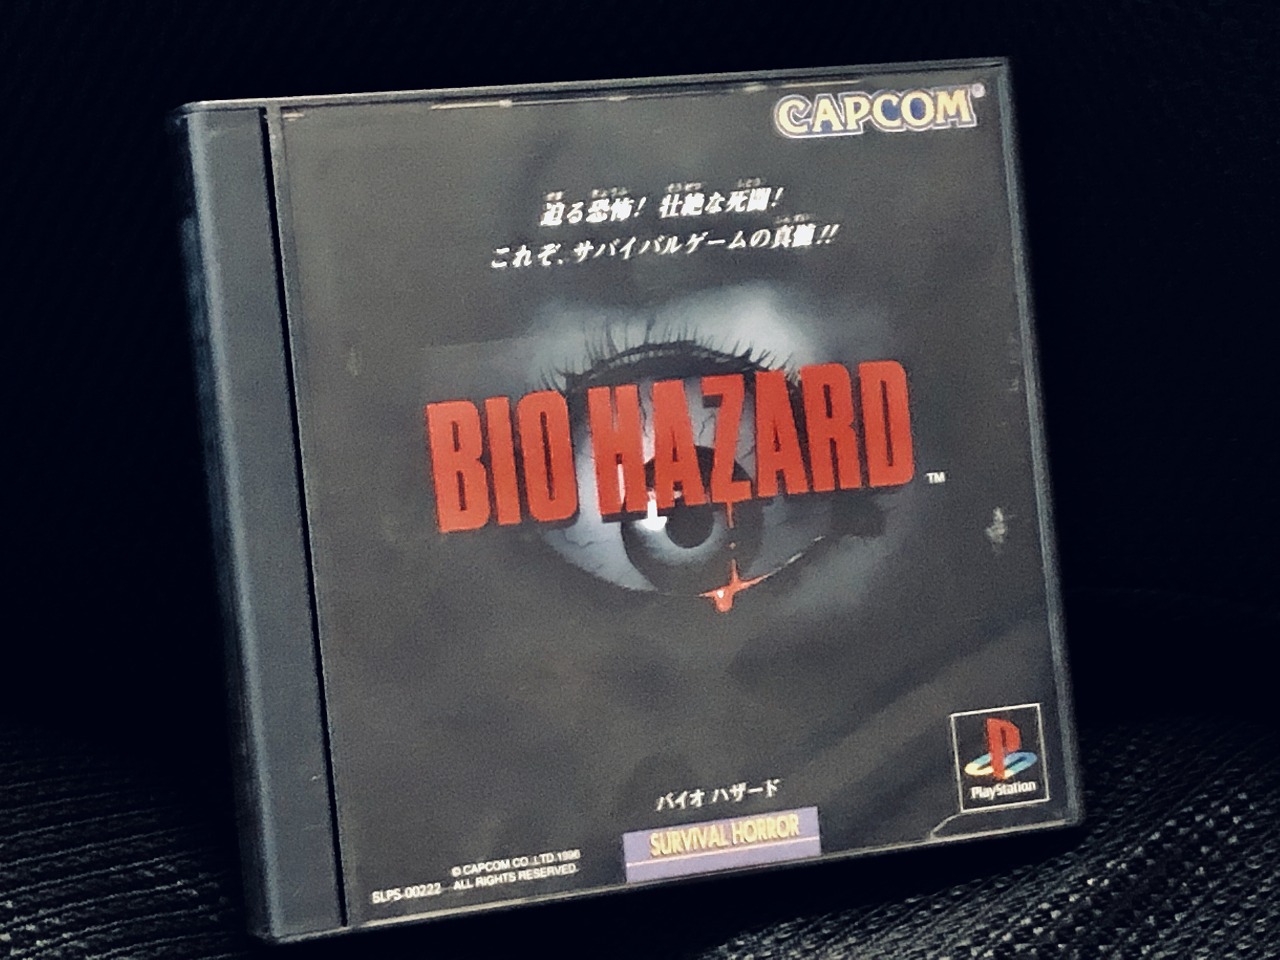 CAPCOM®
迫る恐怖! 壮絶な死闘!
これぞ、サバイバルゲームの真髄!!
BIO HAZARD™
PlayStation
バイオ ハザード
SURVIVAL HORROR
© CAPCOM CO.,LTD.1996
ALL RIGHTS RESERVED.
SLPS-00222